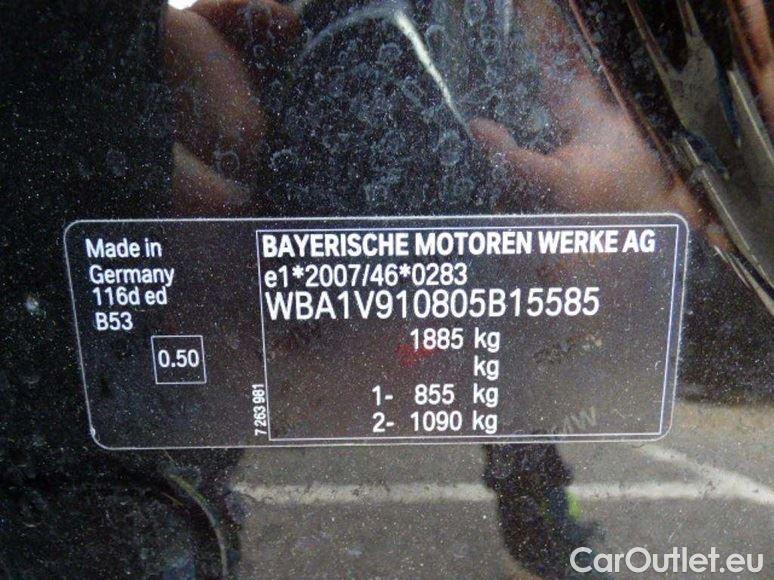 Made in
Germany
116d ed
B53
0.50
7 263 981
BAYERISCHE MOTOREN WERKE AG
e1*2007/46*0283
WBA1V910805B15585
1885 kg
kg
1- 855 kg
2- 1090 kg
BMW
CarOutlet.eu